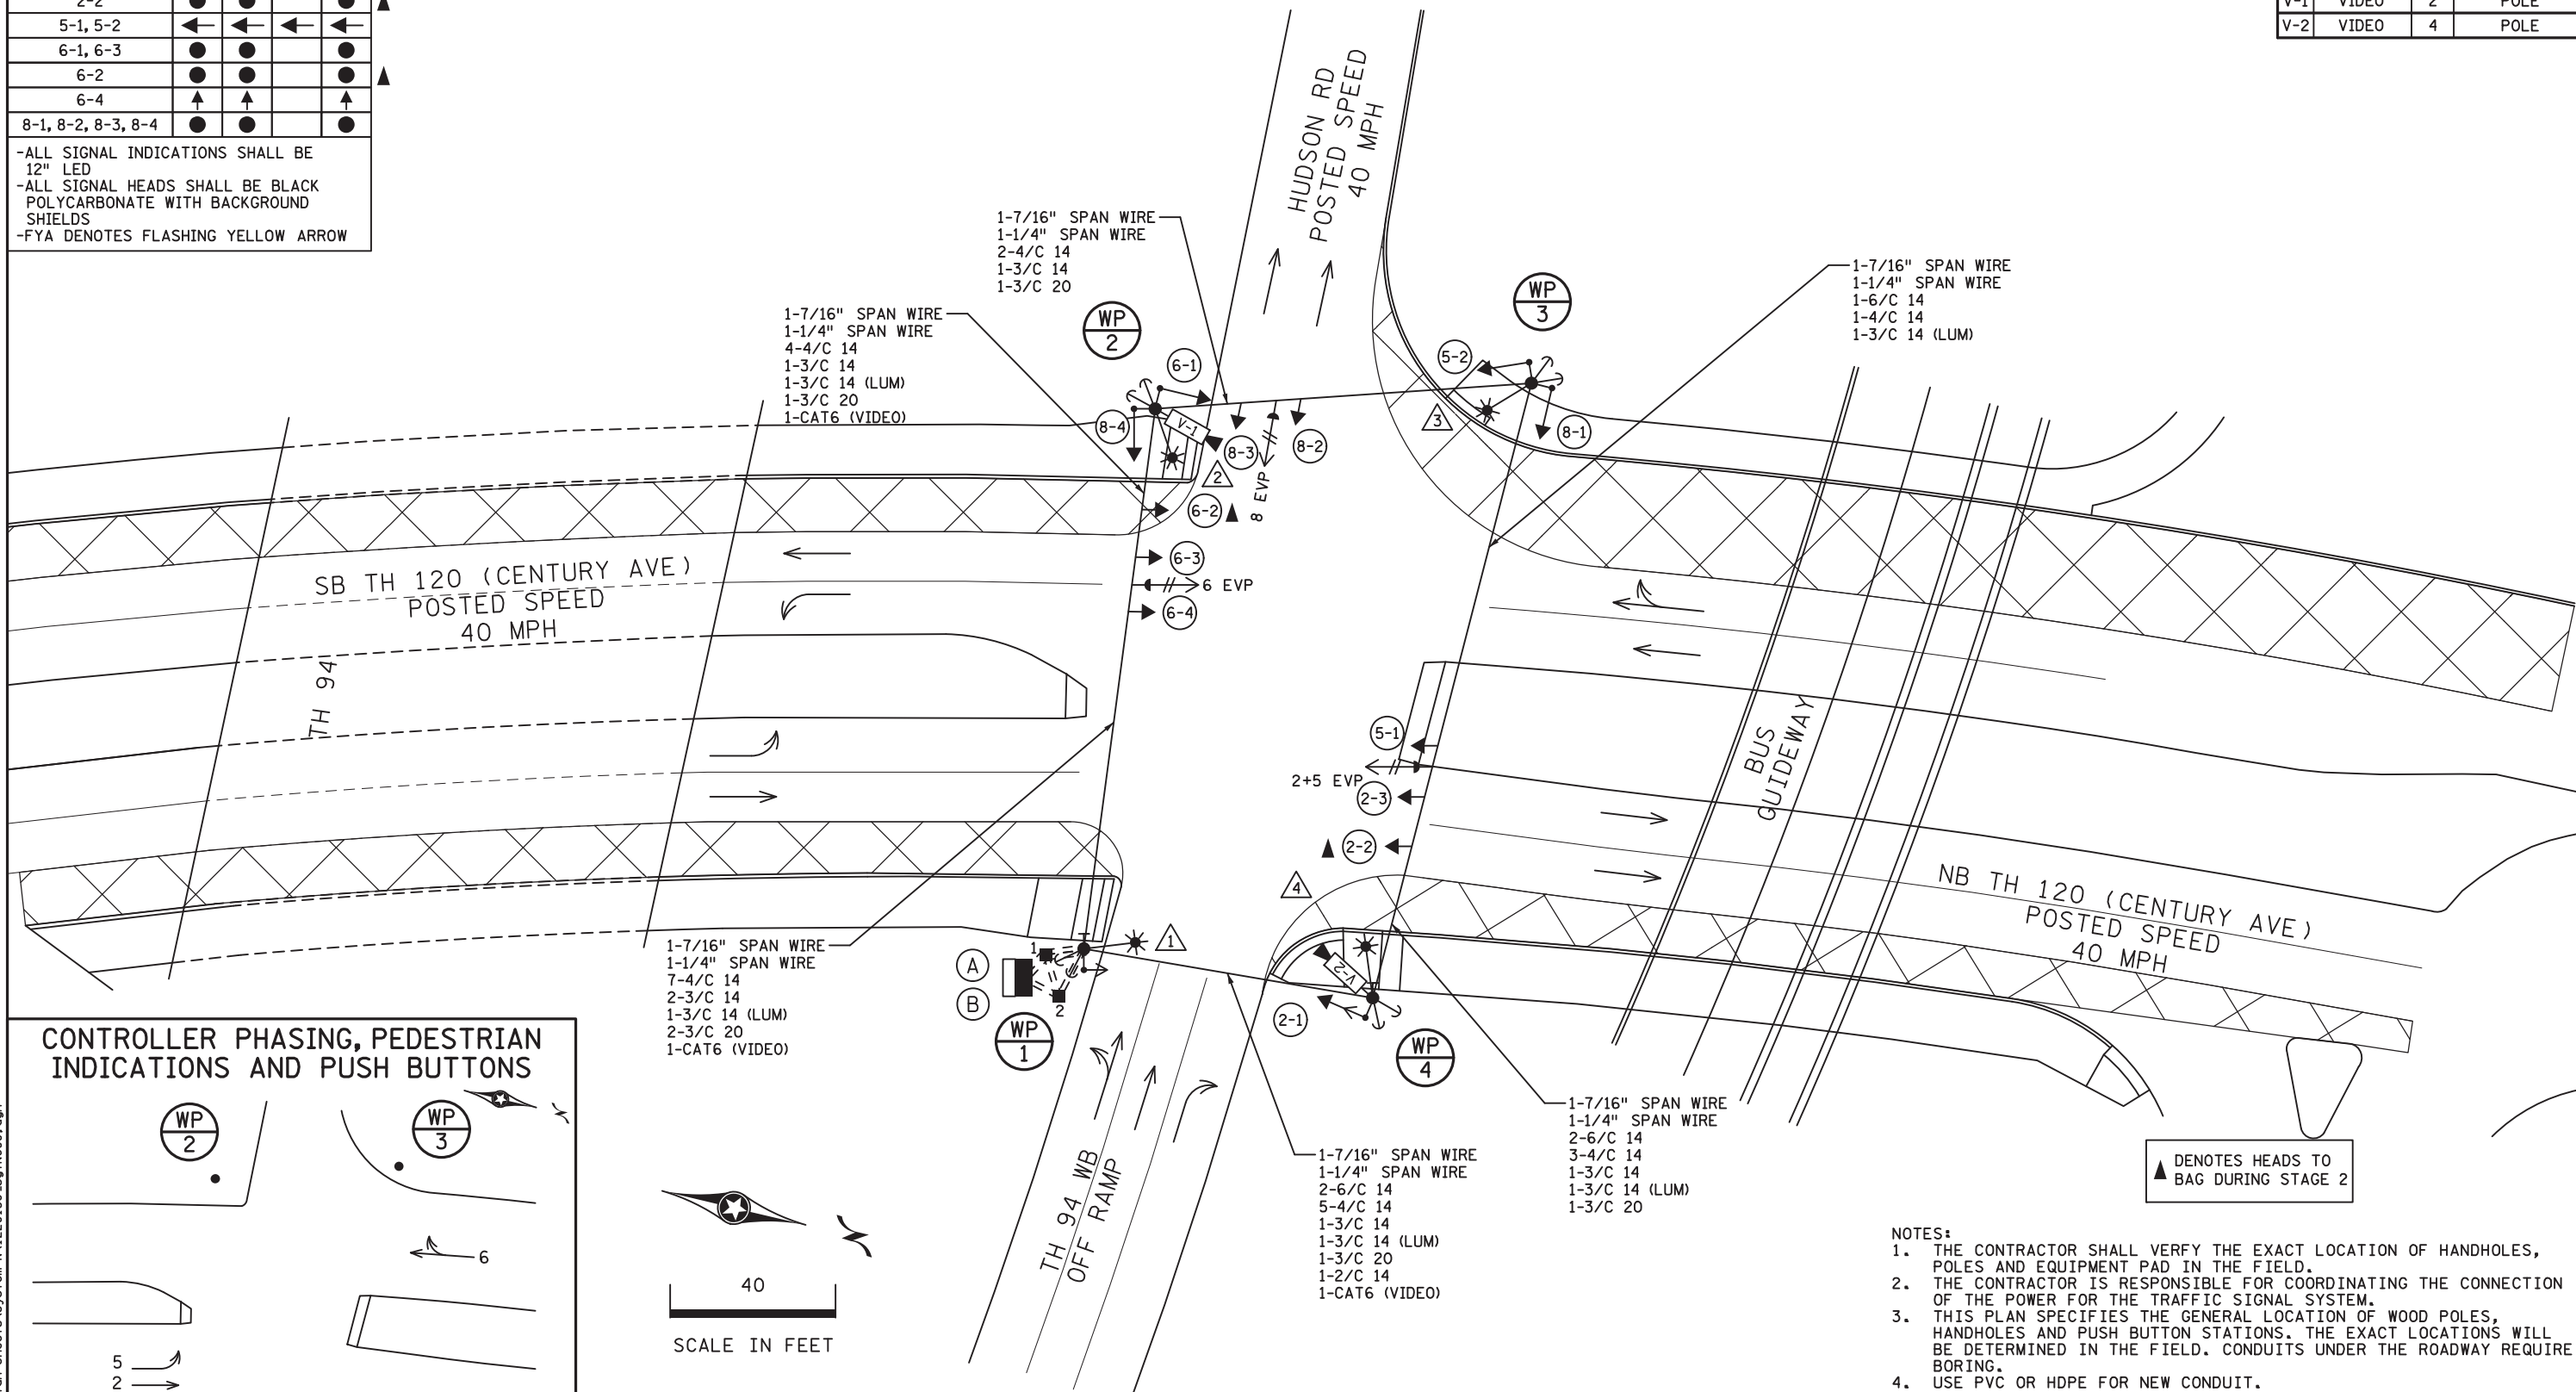 2-2
5-1, 5-2
6-1, 6-3
6-2
6-4
8-1, 8-2, 8-3, 8-4
-ALL SIGNAL INDICATIONS SHALL BE
12" LED
-ALL SIGNAL HEADS SHALL BE BLACK
POLYCARBONATE WITH BACKGROUND
SHIELDS
-FYA DENOTES FLASHING YELLOW ARROW
V-1 VIDEO 2 POLE
V-2 VIDEO 4 POLE
HUDSON RD
POSTED SPEED
40 MPH
1-7/16" SPAN WIRE
1-1/4" SPAN WIRE
2-4/C 14
1-3/C 14
1-3/C 20
1-7/16" SPAN WIRE
1-1/4" SPAN WIRE
4-4/C 14
1-3/C 14
1-3/C 14 (LUM)
1-3/C 20
1-CAT6 (VIDEO)
WP
2
WP
3
1-7/16" SPAN WIRE
1-1/4" SPAN WIRE
1-6/C 14
1-4/C 14
1-3/C 14 (LUM)
6-1
5-2
8-4
V-1
8-3
8-2
8-1
3
2
6-2
8 EVP
6-3
6 EVP
6-4
SB TH 120 (CENTURY AVE)
POSTED SPEED
40 MPH
TH 94
5-1
2+5 EVP
2-3
2-2
BUS
GUIDEWAY
4
NB TH 120 (CENTURY AVE)
POSTED SPEED
40 MPH
1-7/16" SPAN WIRE
1-1/4" SPAN WIRE
7-4/C 14
2-3/C 14
1-3/C 14 (LUM)
2-3/C 20
1-CAT6 (VIDEO)
A
B
1
2
1
WP
1
V-2
2-1
WP
4
TH 94 WB
OFF RAMP
1-7/16" SPAN WIRE
1-1/4" SPAN WIRE
2-6/C 14
5-4/C 14
1-3/C 14
1-3/C 14 (LUM)
1-3/C 20
1-2/C 14
1-CAT6 (VIDEO)
1-7/16" SPAN WIRE
1-1/4" SPAN WIRE
2-6/C 14
3-4/C 14
1-3/C 14
1-3/C 14 (LUM)
1-3/C 20
CONTROLLER PHASING, PEDESTRIAN
INDICATIONS AND PUSH BUTTONS
WP
2
WP
3
6
5
2
40
SCALE IN FEET
DENOTES HEADS TO
BAG DURING STAGE 2
NOTES:
1. THE CONTRACTOR SHALL VERFY THE EXACT LOCATION OF HANDHOLES,
POLES AND EQUIPMENT PAD IN THE FIELD.
2. THE CONTRACTOR IS RESPONSIBLE FOR COORDINATING THE CONNECTION
OF THE POWER FOR THE TRAFFIC SIGNAL SYSTEM.
3. THIS PLAN SPECIFIES THE GENERAL LOCATION OF WOOD POLES,
HANDHOLES AND PUSH BUTTON STATIONS. THE EXACT LOCATIONS WILL
BE DETERMINED IN THE FIELD. CONDUITS UNDER THE ROADWAY REQUIRE
BORING.
4. USE PVC OR HDPE FOR NEW CONDUIT.